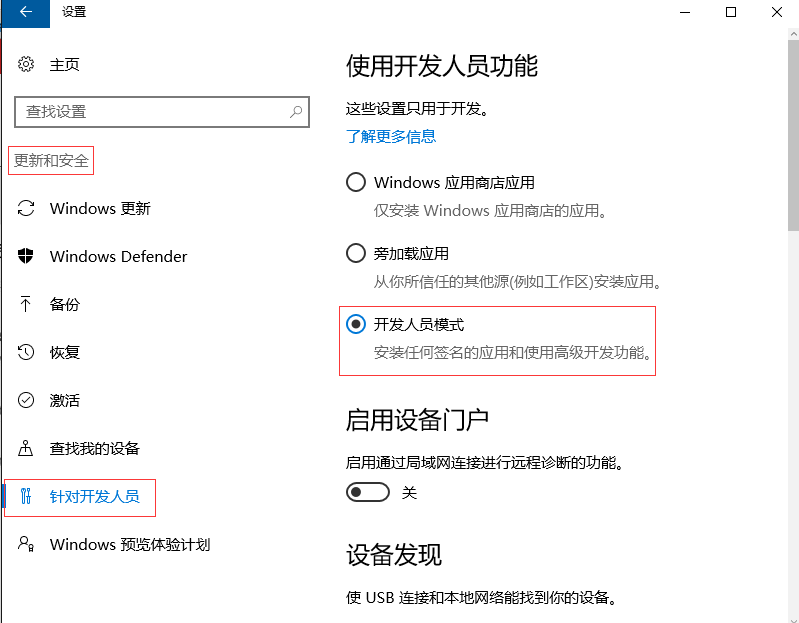 设置
主页
查找设置
更新和安全
Windows 更新
Windows Defender
备份
恢复
激活
查找我的设备
针对开发人员
Windows 预览体验计划
使用开发人员功能
这些设置只用于开发。
了解更多信息
Windows 应用商店应用
仅安装 Windows 应用商店的应用。
旁加载应用
从你所信任的其他源(例如工作区)安装应用。
开发人员模式
安装任何签名的应用和使用高级开发功能。
启用设备门户
启用通过局域网连接进行远程诊断的功能。
关
设备发现
使 USB 连接和本地网络能找到你的设备。